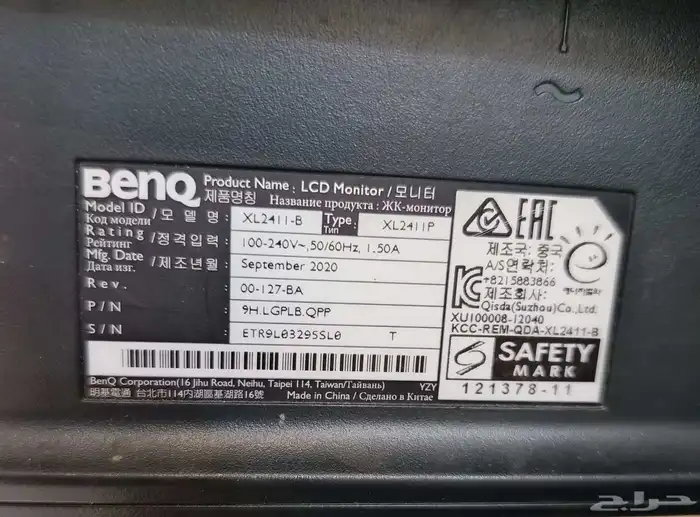 BenQ Product Name : LCD Monitor / 모니터
제품명칭 Название продукта : ЖК-монитор
Model ID / 모 델 명 :
Код модели
XL2411-B
Type :
Тип
XL2411P
Rating / 정격입력 :
Рейтинг
100-240V~,50/60Hz, 1.50A
Mfg. Date / 제조년월 :
Дата изг.
September 2020
Rev.
00-127-BA
P/N
9H.LGPLB.QPP
S/N
ETR9L03295SL0 T
BenQ Corporation(16 Jihu Road, Neihu, Taipei 114, Taiwan/Тайвань) YZY
明基電通 台北市114內湖區基湖路16號 Made in China / Сделано в Китае
EAC
제조국: 중국
A/S연락처:
+8215883866
제조회사:
Qisda(Suzhou)Co.,Ltd.
XU100008-12040
KCC-REM-QDA-XL2411-B
에너지절약
SAFETY
MARK
121378-11
حراج